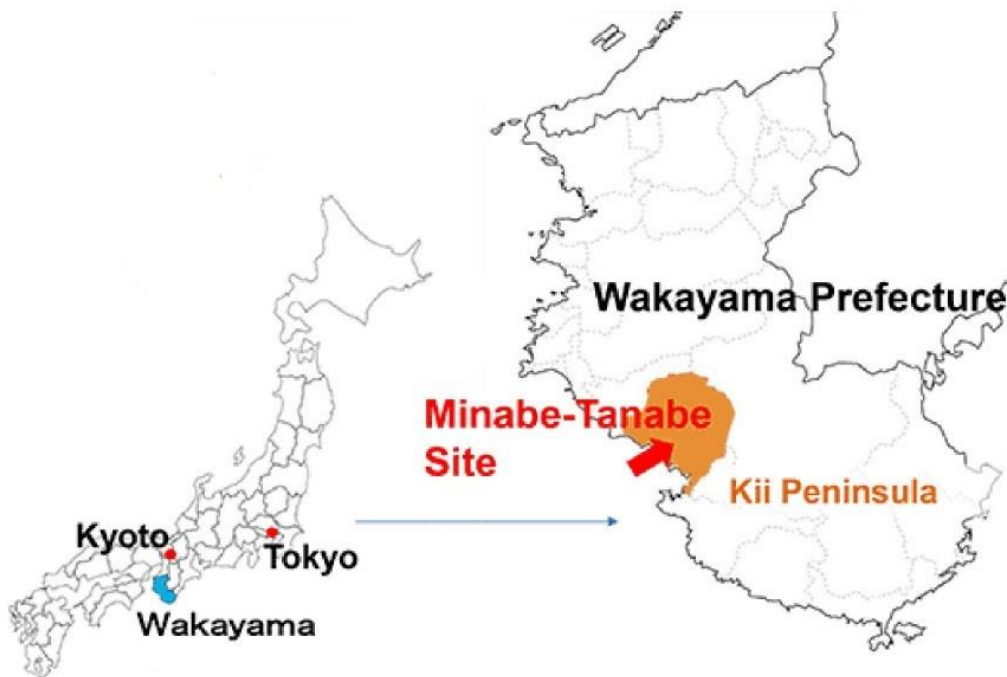 Wakayama Prefecture
Minabe-Tanabe
Site
Kii Peninsula
Kyoto
Tokyo
Wakayama